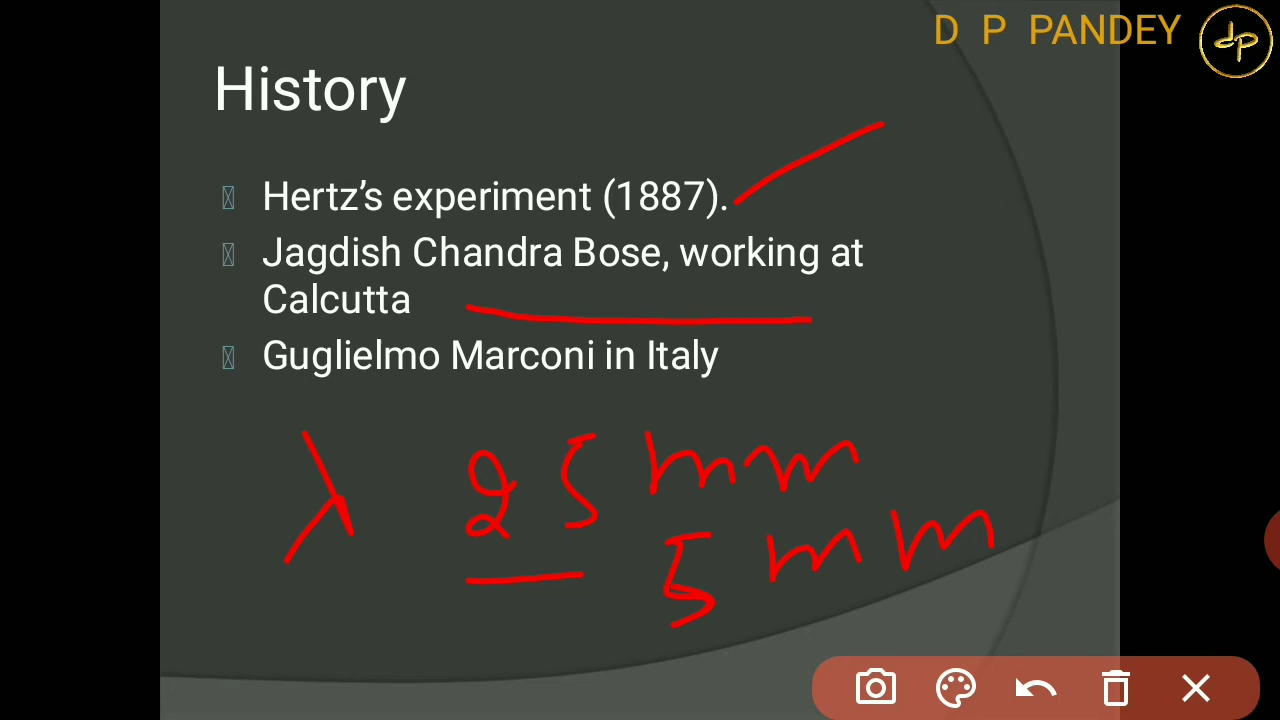 D P PANDEY
dp
History
Hertz’s experiment (1887).
Jagdish Chandra Bose, working at
Calcutta
Guglielmo Marconi in Italy
λ 25 mm
5 mm